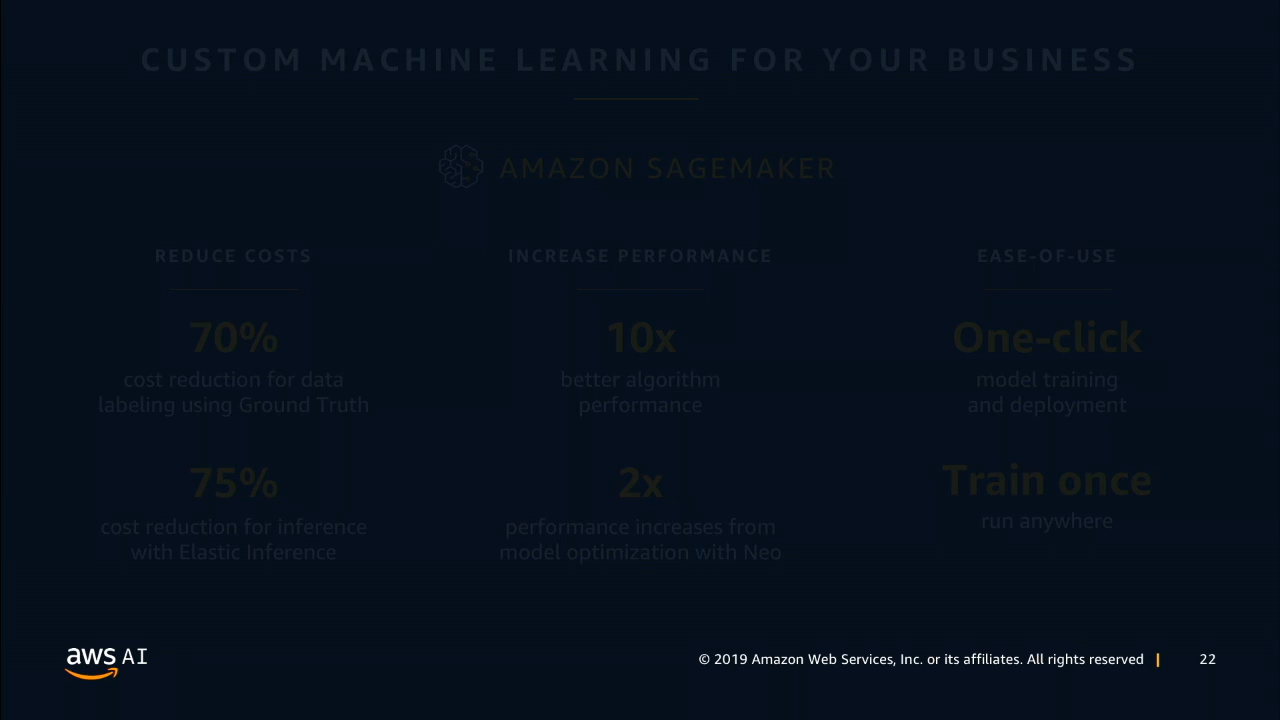 CUSTOM MACHINE LEARNING FOR YOUR BUSINESS
AMAZON SAGEMAKER
REDUCE COSTS
70%
cost reduction for data
labeling using Ground Truth
75%
cost reduction for inference
with Elastic Inference
INCREASE PERFORMANCE
10x
better algorithm
performance
2x
performance increases from
model optimization with Neo
EASE-OF-USE
One-click
model training
and deployment
Train once
run anywhere
aws AI
© 2019 Amazon Web Services, Inc. or its affiliates. All rights reserved | 22